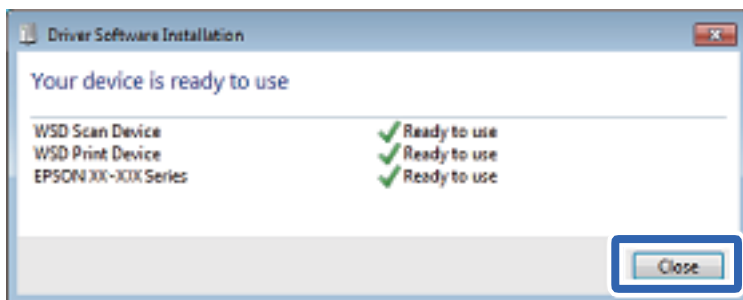 Driver Software Installation
Your device is ready to use
WSD Scan Device Ready to use
WSD Print Device Ready to use
EPSON XX-XXX Series Ready to use
Close